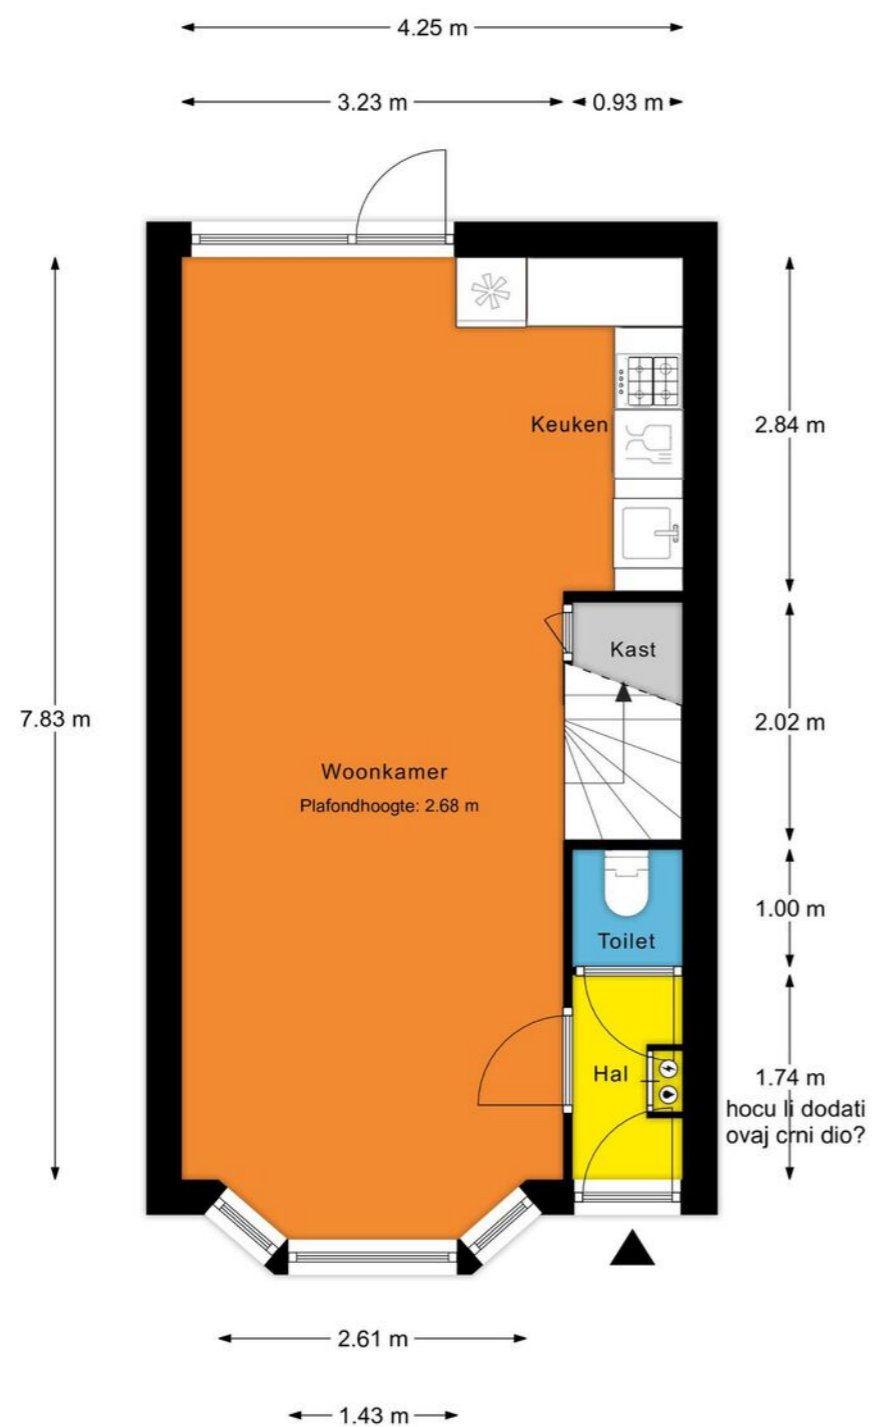 4.25 m
3.23 m
0.93 m
Keuken
2.84 m
Kast
7.83 m
2.02 m
Woonkamer
Plafondhoogte: 2.68 m
1.00 m
Toilet
Hal
1.74 m
hocu li dodati
ovaj crni dio?
2.61 m
1.43 m